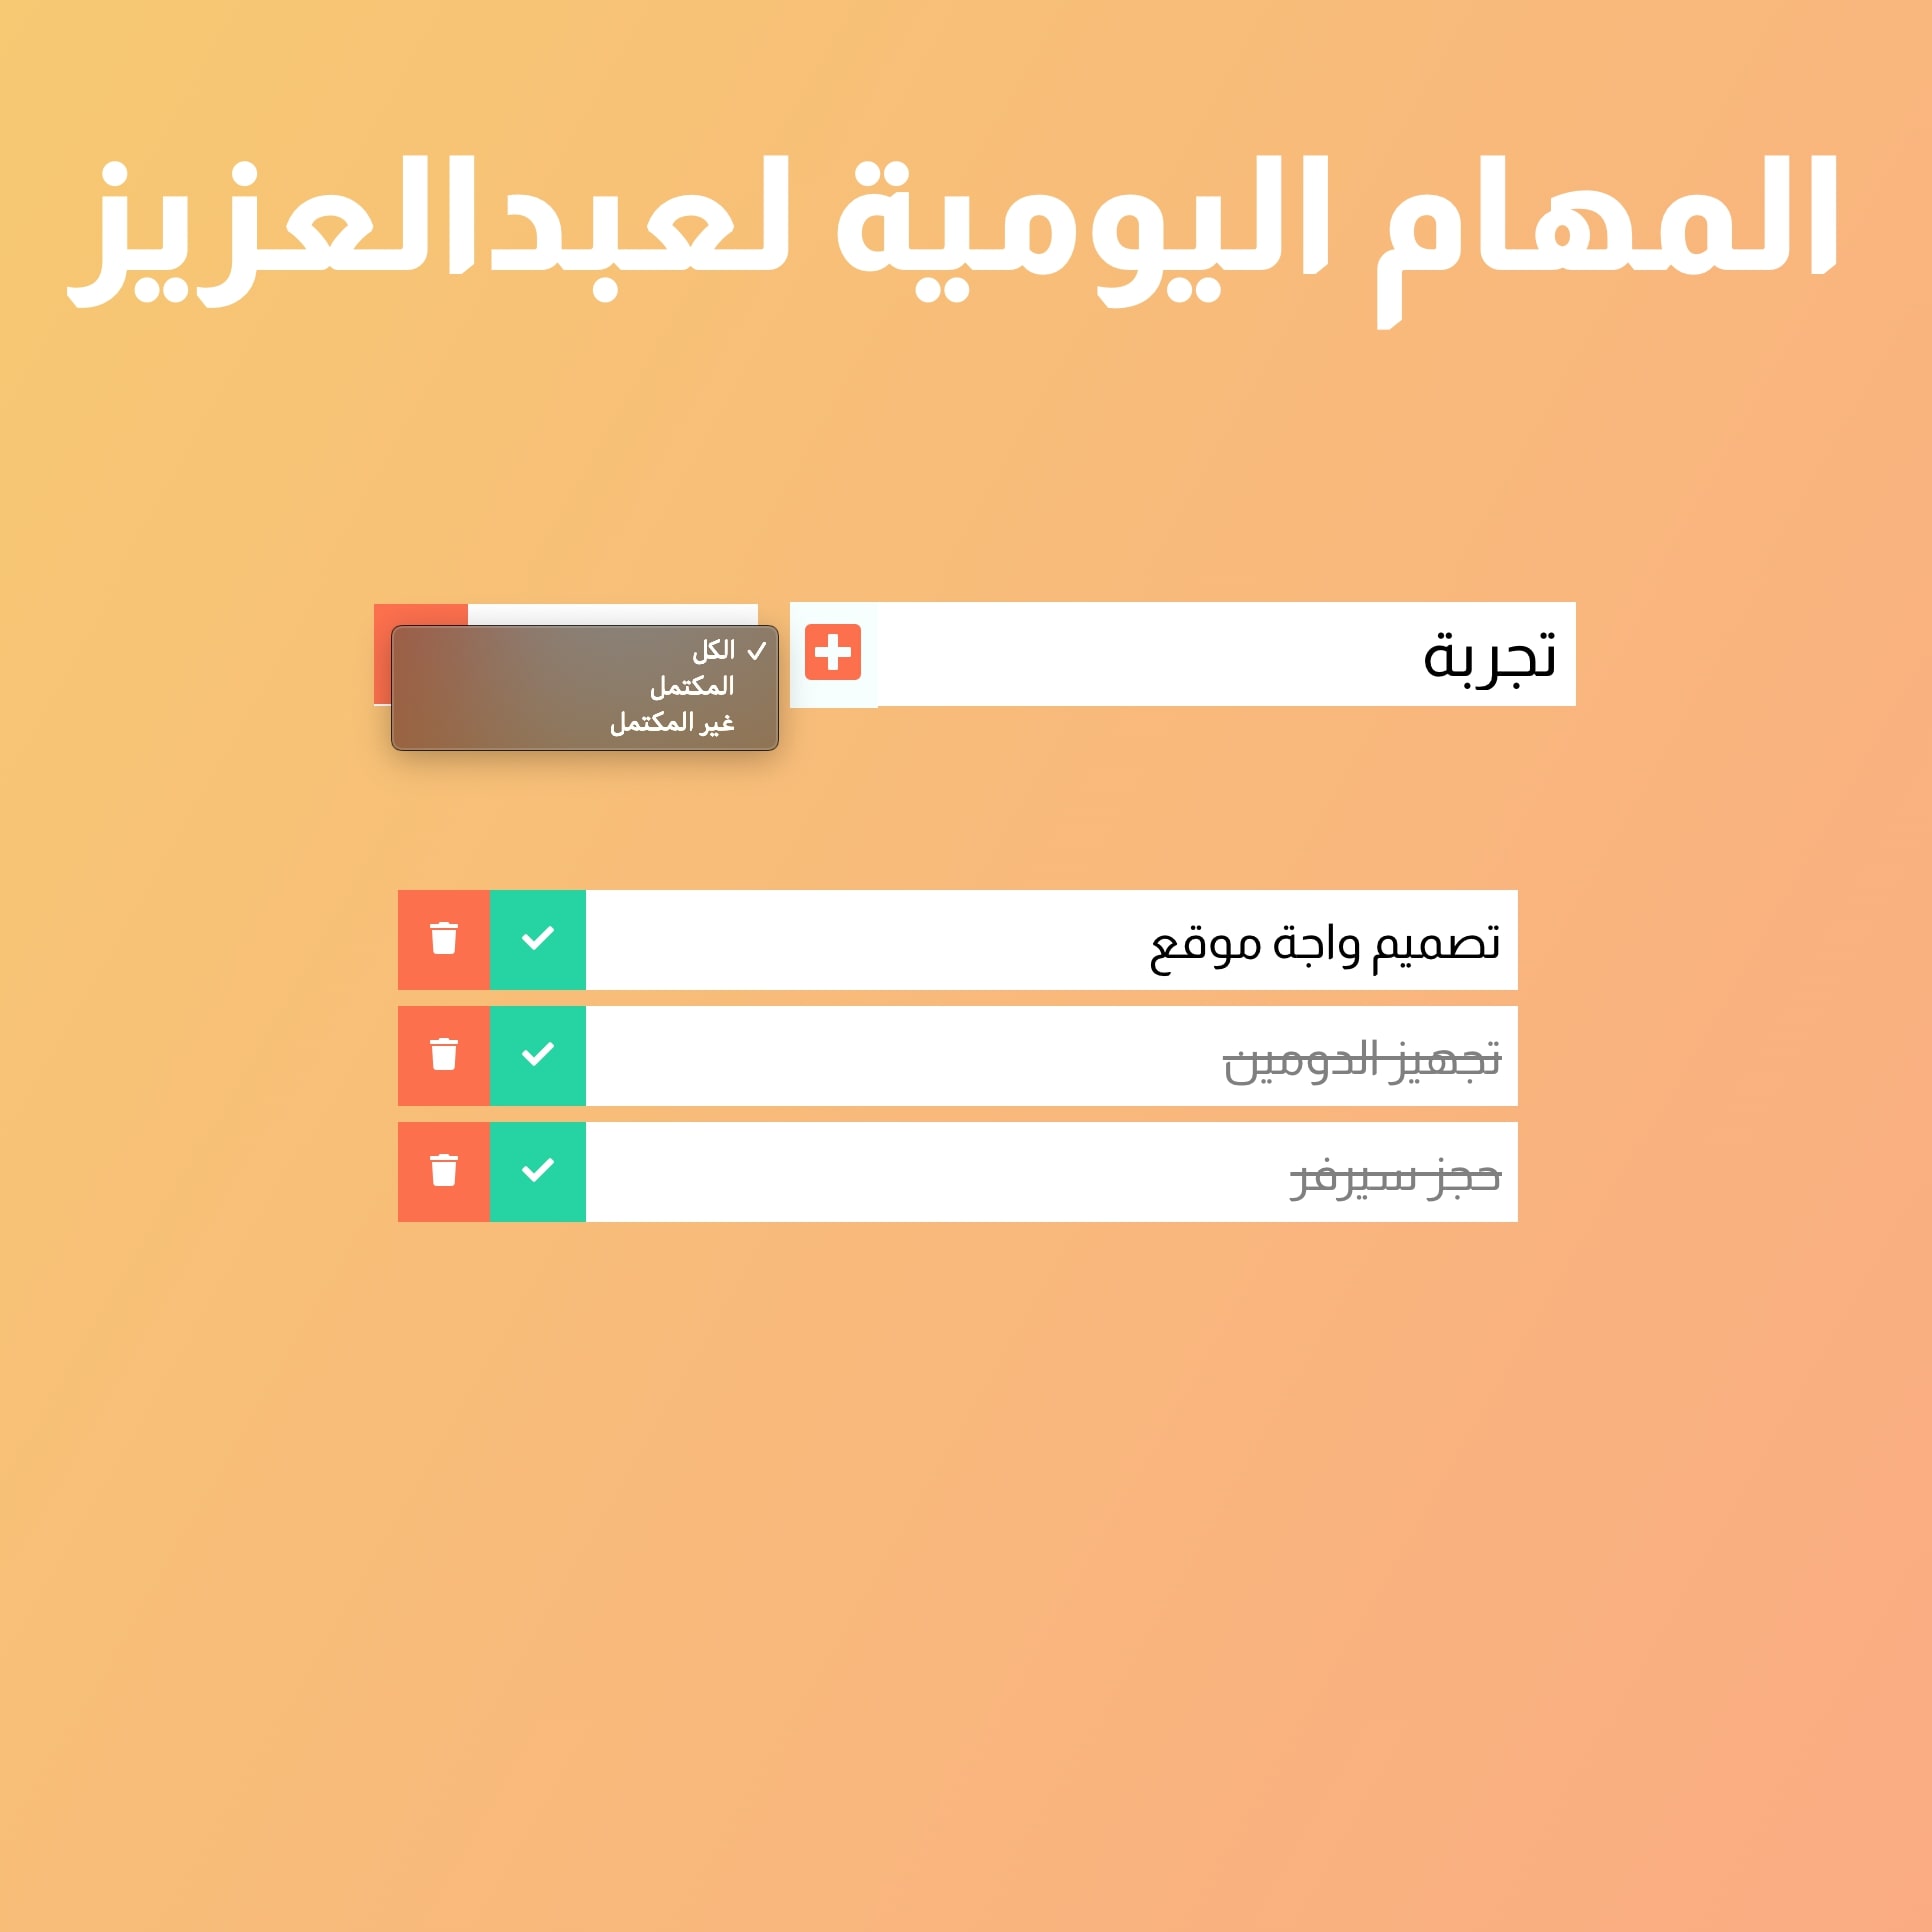 المهام اليومية لعبدالعزيز
تجربة
الكل
المكتمل
غير المكتمل
تصميم واجة موقع
تجهيز الدومين
حجز سيرفر